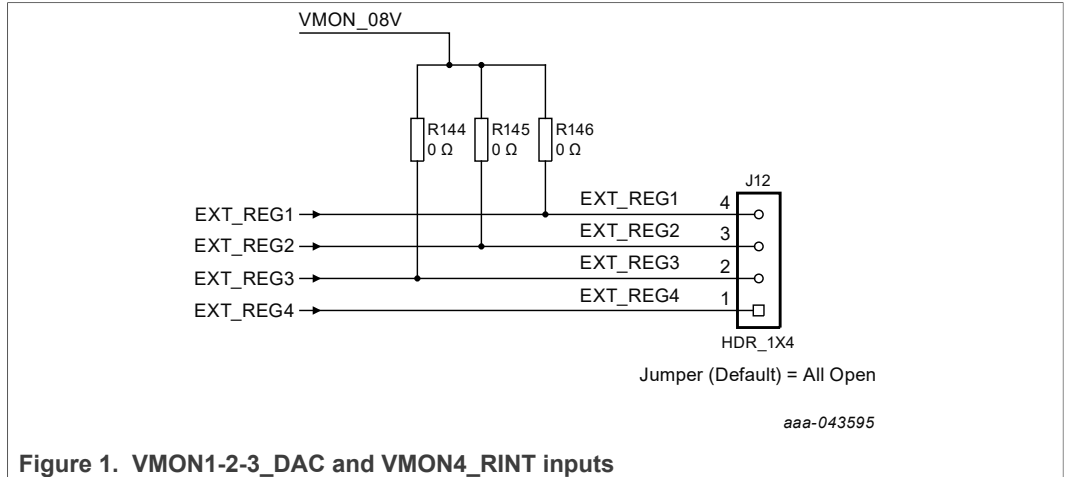 VMON_08V
R144
0 Ω
R145
0 Ω
R146
0 Ω
J12
EXT_REG1 EXT_REG1 4
EXT_REG2 EXT_REG2 3
EXT_REG3 EXT_REG3 2
EXT_REG4 EXT_REG4 1
HDR_1X4
Jumper (Default) = All Open
aaa-043595
Figure 1. VMON1-2-3_DAC and VMON4_RINT inputs